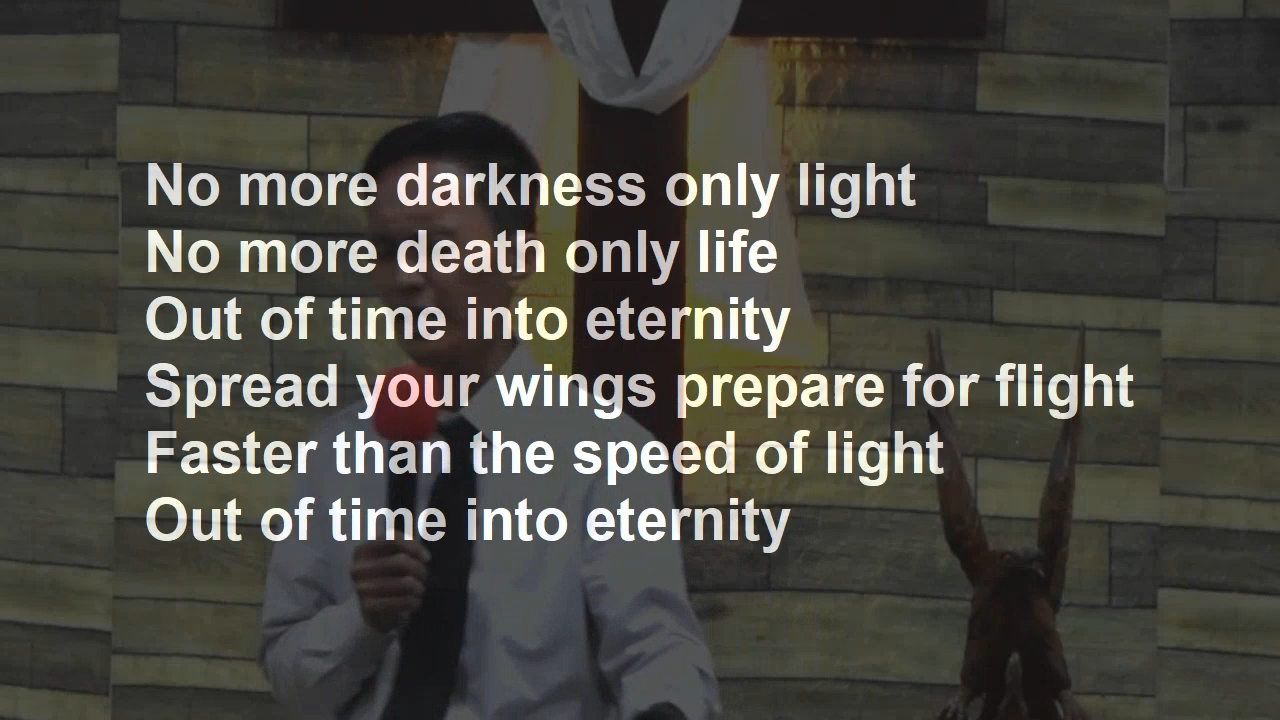 No more darkness only light
No more death only life
Out of time into eternity
Spread your wings prepare for flight
Faster than the speed of light
Out of time into eternity